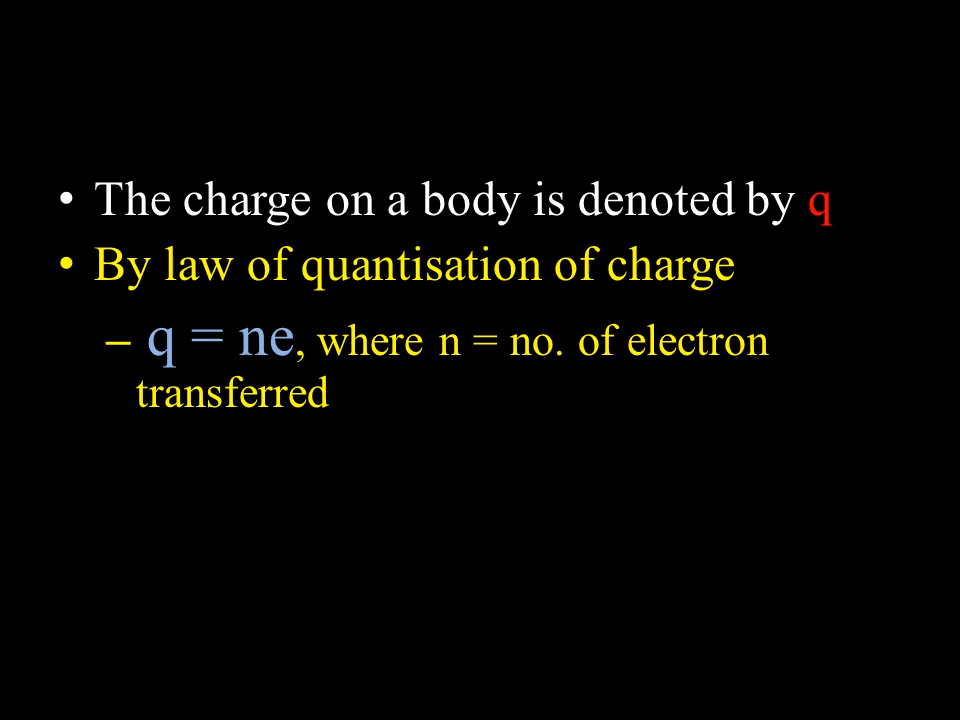 • The charge on a body is denoted by q
• By law of quantisation of charge
– q = ne, where n = no. of electron
transferred